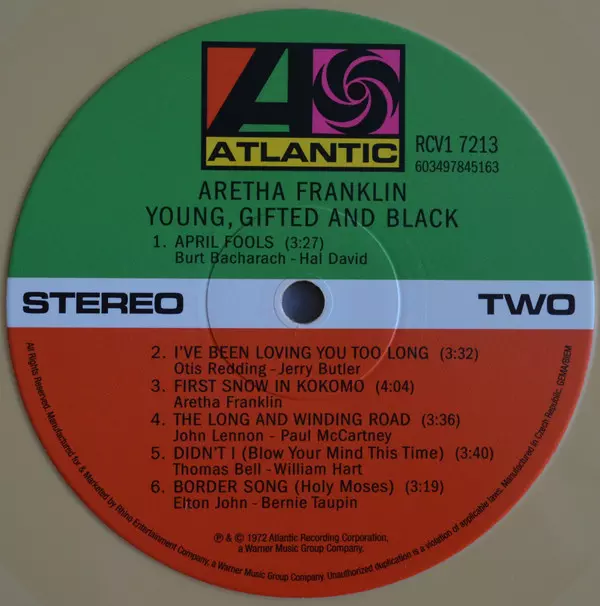 ATLANTIC
RCV1 7213
603497845163
ARETHA FRANKLIN
YOUNG, GIFTED AND BLACK
1. APRIL FOOLS (3:27)
Burt Bacharach - Hal David
STEREO
TWO
2. I'VE BEEN LOVING YOU TOO LONG (3:32)
Otis Redding - Jerry Butler
3. FIRST SNOW IN KOKOMO (4:04)
Aretha Franklin
4. THE LONG AND WINDING ROAD (3:36)
John Lennon - Paul McCartney
5. DIDN'T I (Blow Your Mind This Time) (3:40)
Thomas Bell - William Hart
6. BORDER SONG (Holy Moses) (3:19)
Elton John - Bernie Taupin
℗ & © 1972 Atlantic Recording Corporation,
a Warner Music Group Company.
All Rights Reserved. Manufactured for & Marketed by Rhino Entertainment Company, a Warner Music Group Company. Unauthorized duplication is a violation of applicable laws. Manufactured in Czech Republic. GEMA/BIEM